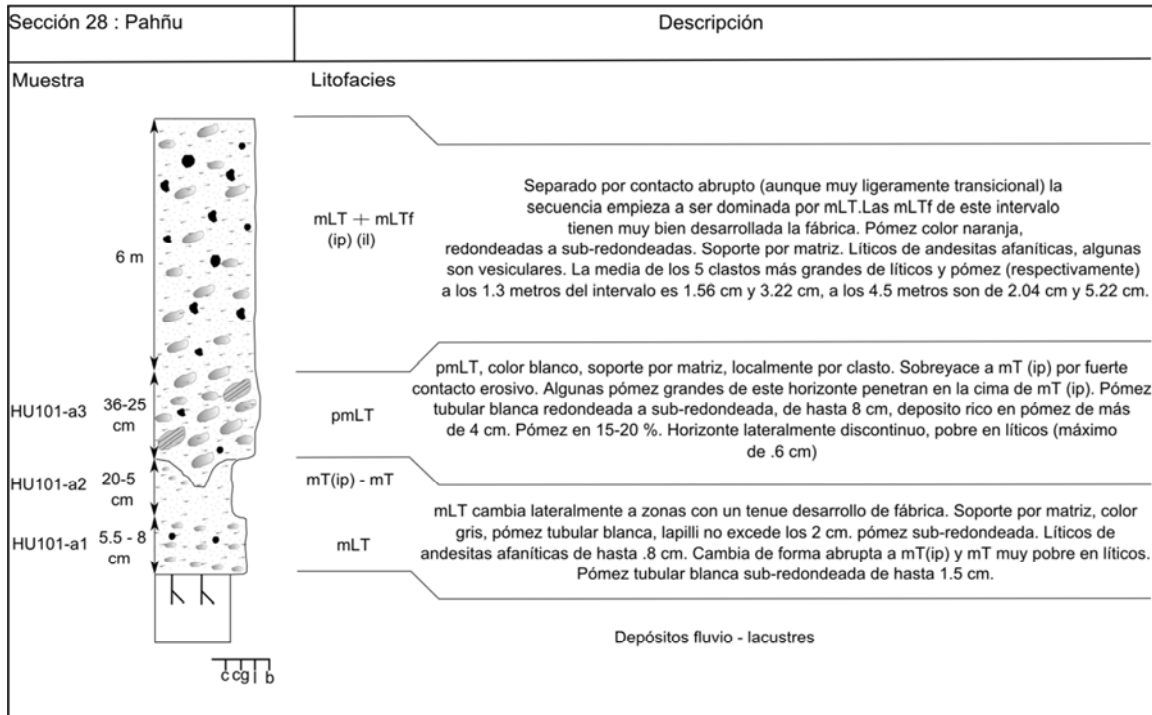 Sección 28 : Pahñu
Descripción
Muestra
Litofacies
6 m
mLT + mLTf
(ip) (il)
Separado por contacto abrupto (aunque muy ligeramente transicional) la
secuencia empieza a ser dominada por mLT.Las mLTf de este intervalo
tienen muy bien desarrollada la fábrica. Pómez color naranja,
redondeadas a sub-redondeadas. Soporte por matriz. Líticos de andesitas afaníticas, algunas
son vesiculares. La media de los 5 clastos más grandes de líticos y pómez (respectivamente)
a los 1.3 metros del intervalo es 1.56 cm y 3.22 cm, a los 4.5 metros son de 2.04 cm y 5.22 cm.
HU101-a3
36-25
cm
pmLT
pmLT, color blanco, soporte por matriz, localmente por clasto. Sobreyace a mT (ip) por fuerte
contacto erosivo. Algunas pómez grandes de este horizonte penetran en la cima de mT (ip). Pómez
tubular blanca redondeada a sub-redondeada, de hasta 8 cm, deposito rico en pómez de más
de 4 cm. Pómez en 15-20 %. Horizonte lateralmente discontinuo, pobre en líticos (máximo
de .6 cm)
HU101-a2
20-5
cm
mT(ip) - mT
HU101-a1
5.5 - 8
cm
mLT
mLT cambia lateralmente a zonas con un tenue desarrollo de fábrica. Soporte por matriz, color
gris, pómez tubular blanca, lapilli no excede los 2 cm. pómez sub-redondeada. Líticos de
andesitas afaníticas de hasta .8 cm. Cambia de forma abrupta a mT(ip) y mT muy pobre en líticos.
Pómez tubular blanca sub-redondeada de hasta 1.5 cm.
Depósitos fluvio - lacustres
c cg l b